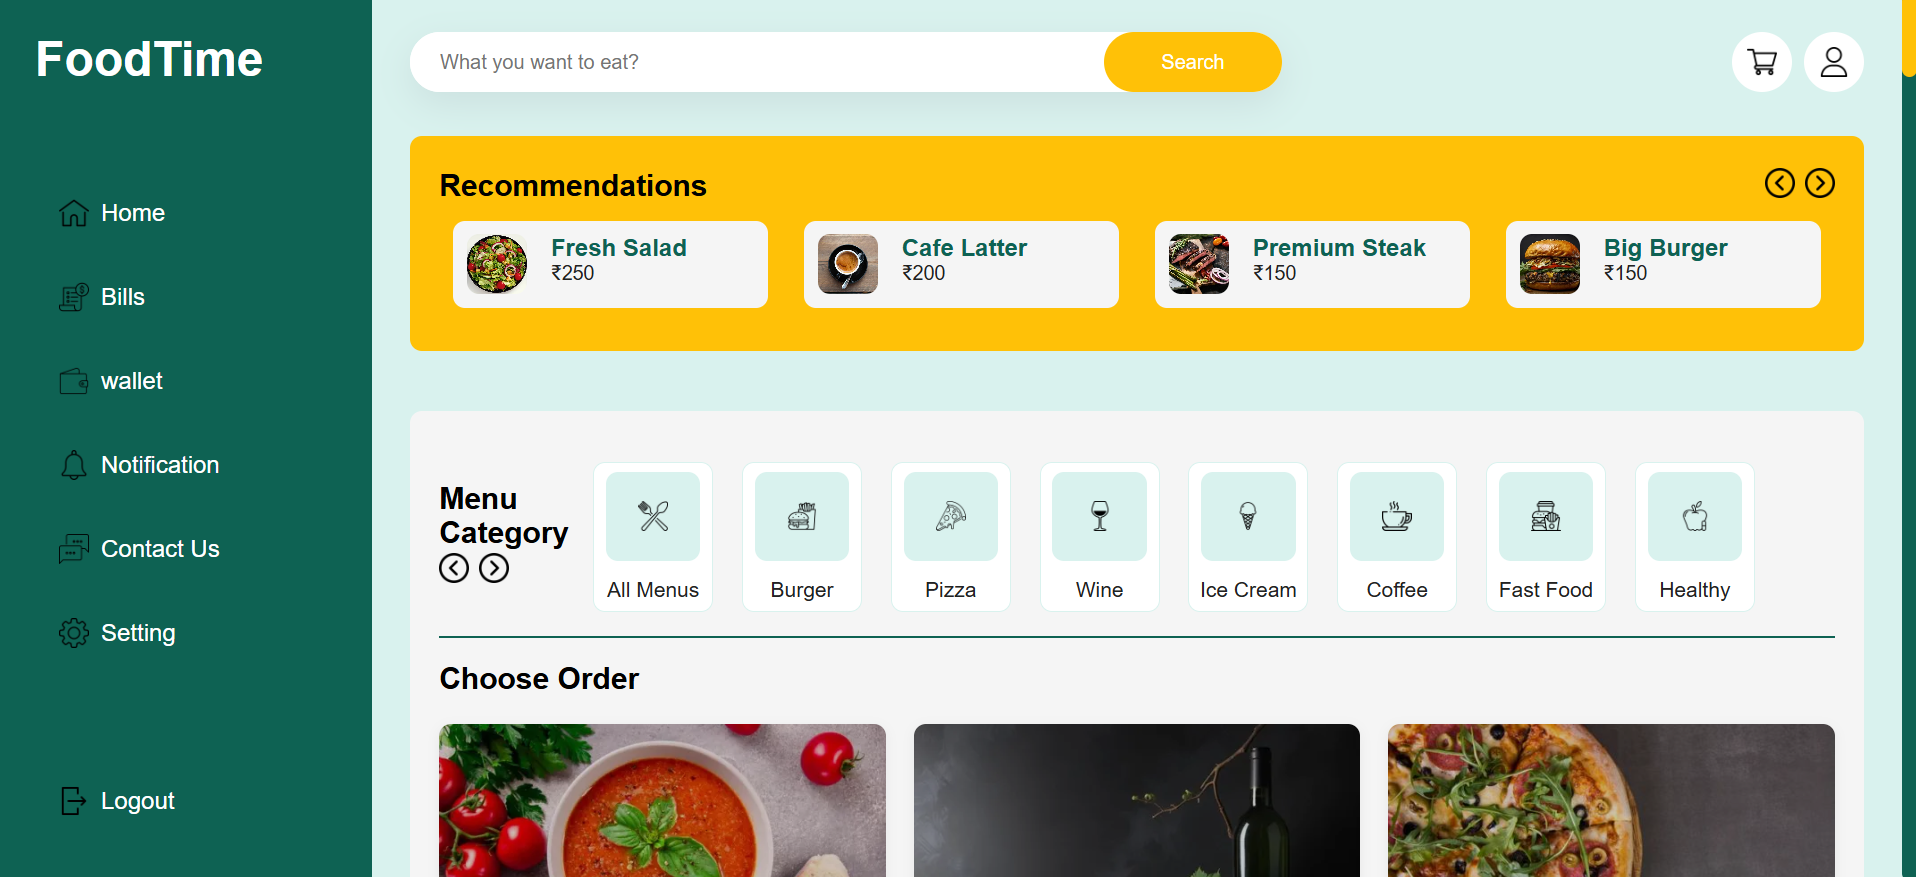 FoodTime
Home
Bills
wallet
Notification
Contact Us
Setting
Logout
What you want to eat?
Search
Recommendations
Fresh Salad
₹250
Cafe Latter
₹200
Premium Steak
₹150
Big Burger
₹150
Menu
Category
All Menus
Burger
Pizza
Wine
Ice Cream
Coffee
Fast Food
Healthy
Choose Order